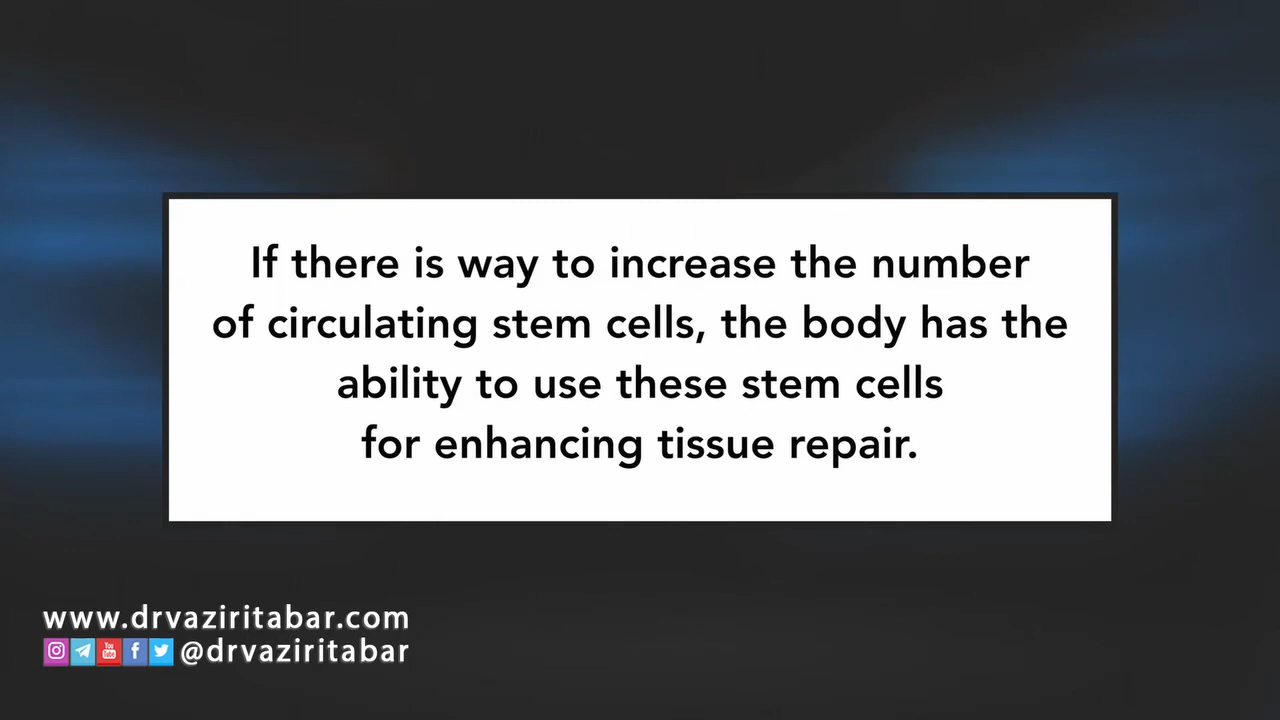 If there is way to increase the number
of circulating stem cells, the body has the
ability to use these stem cells
for enhancing tissue repair.
www.drvaziritabar.com
@drvaziritabar